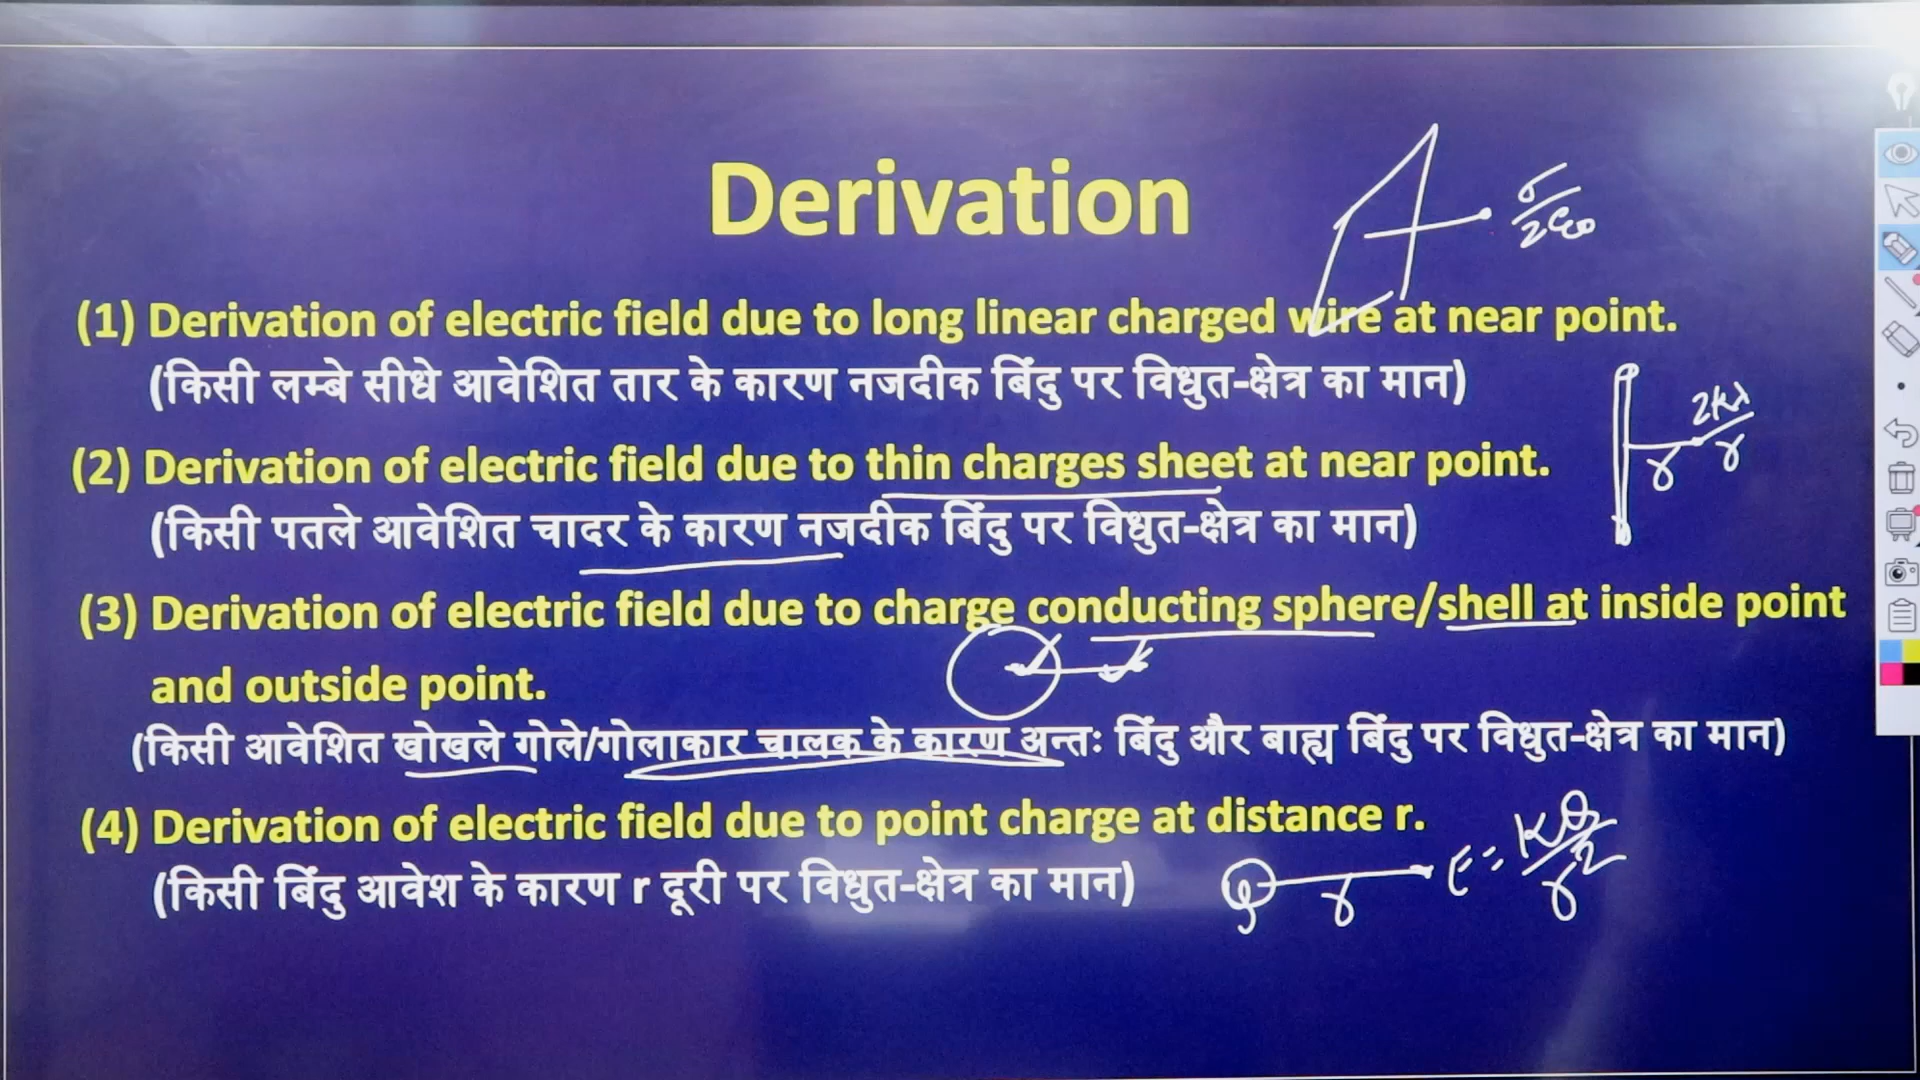 Derivation
σ/2ε₀
(1) Derivation of electric field due to long linear charged wire at near point.
(किसी लम्बे सीधे आवेशित तार के कारण नजदीक बिंदु पर विधुत-क्षेत्र का मान)
2kλ/r
r
(2) Derivation of electric field due to thin charges sheet at near point.
(किसी पतले आवेशित चादर के कारण नजदीक बिंदु पर विधुत-क्षेत्र का मान)
(3) Derivation of electric field due to charge conducting sphere/shell at inside point
and outside point.
(किसी आवेशित खोखले गोले/गोलाकार चालक के कारण अन्तः बिंदु और बाह्य बिंदु पर विधुत-क्षेत्र का मान)
(4) Derivation of electric field due to point charge at distance r.
(किसी बिंदु आवेश के कारण r दूरी पर विधुत-क्षेत्र का मान)
r
E = KQ/r²